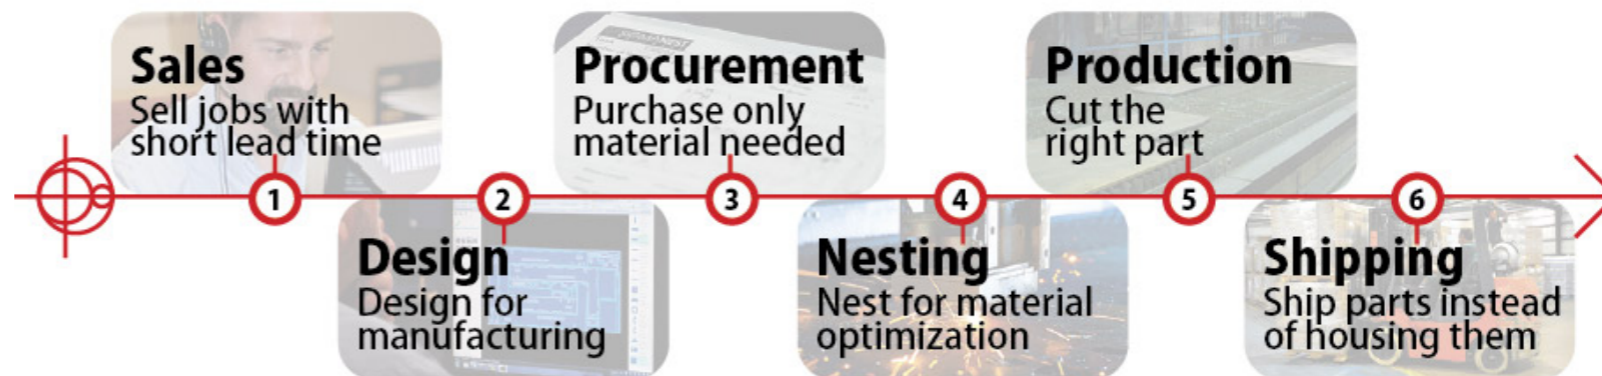 Sales
Sell jobs with
short lead time
1
Design
Design for
manufacturing
2
Procurement
Purchase only
material needed
3
Nesting
Nest for material
optimization
4
Production
Cut the
right part
5
Shipping
Ship parts instead
of housing them
6